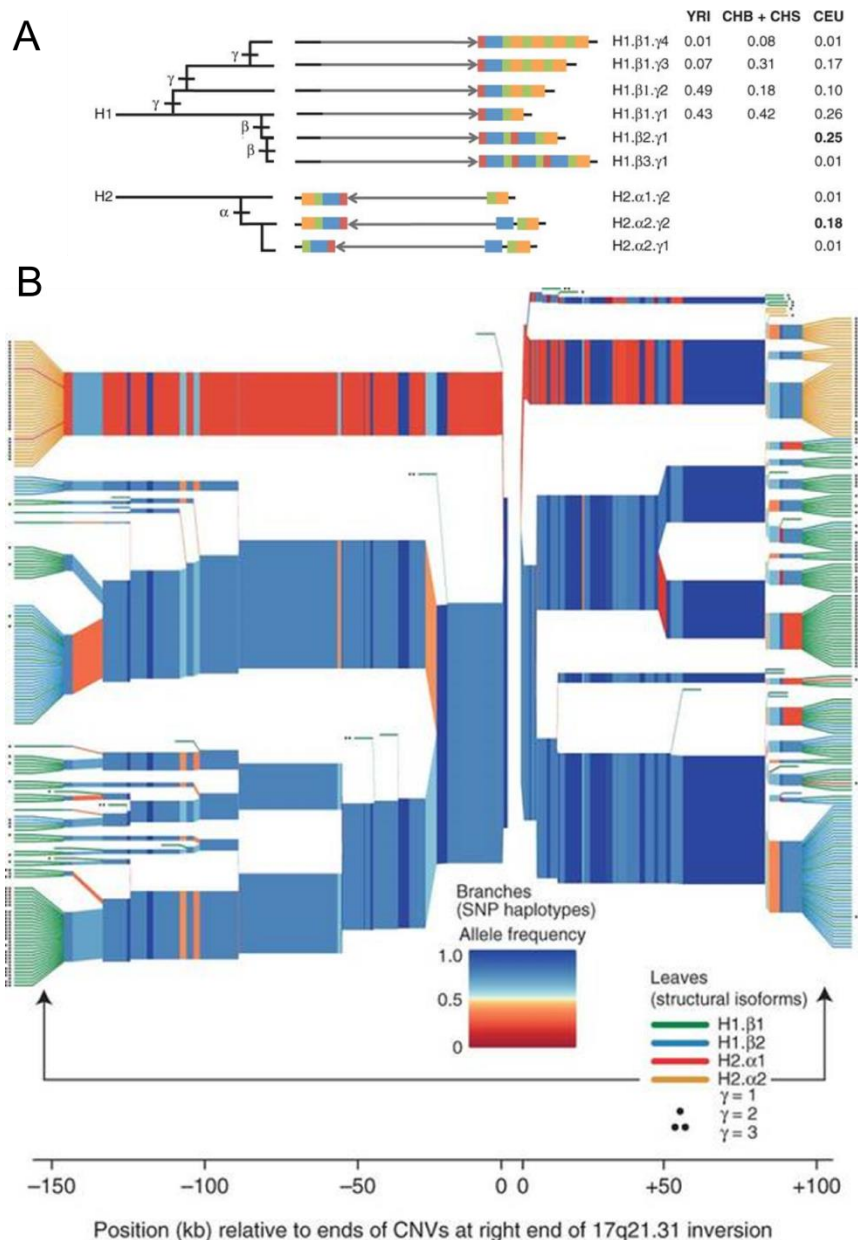 A
YRI CHB + CHS CEU
γ H1.β1.γ4 0.01 0.08 0.01
γ H1.β1.γ3 0.07 0.31 0.17
γ H1.β1.γ2 0.49 0.18 0.10
H1 H1.β1.γ1 0.43 0.42 0.26
β H1.β2.γ1 0.25
β H1.β3.γ1 0.01
H2 H2.α1.γ2 0.01
α H2.α2.γ2 0.18
H2.α2.γ1 0.01
B
Branches
(SNP haplotypes)
Allele frequency
1.0
0.5
0
Leaves
(structural isoforms)
H1.β1
H1.β2
H2.α1
H2.α2
γ = 1
γ = 2
γ = 3
−150 −100 −50 0 0 +50 +100
Position (kb) relative to ends of CNVs at right end of 17q21.31 inversion